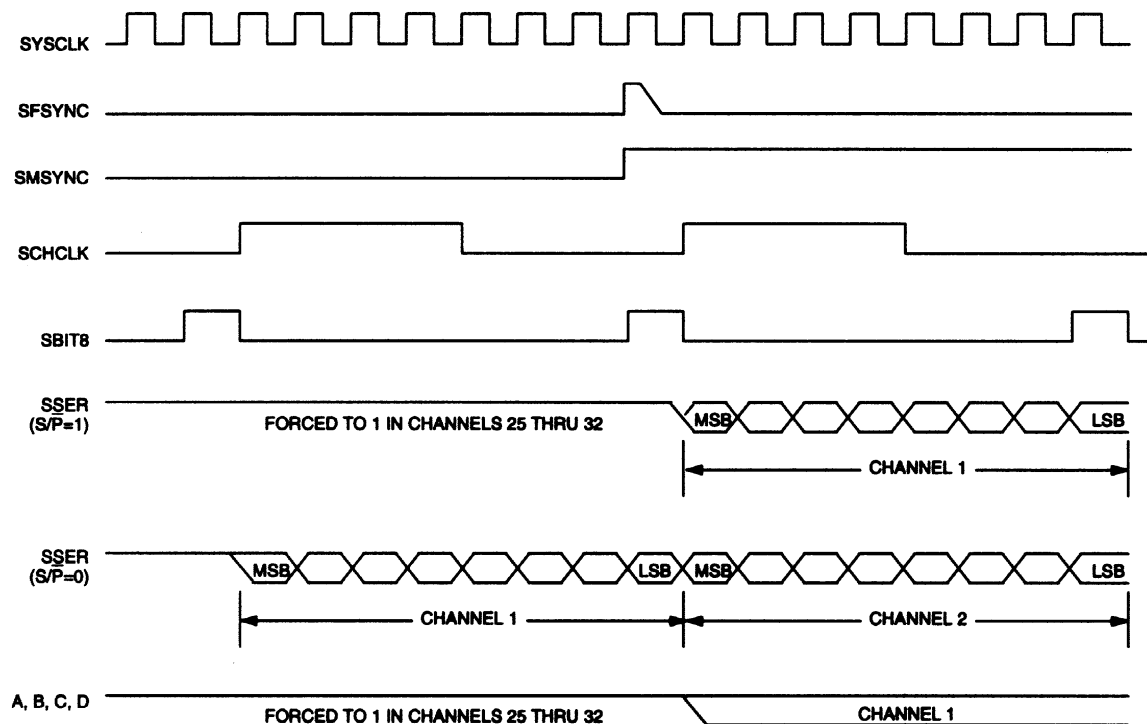 SYSCLK
SFSYNC
SMSYNC
SCHCLK
SBIT8
SSER
(S/P̅=1)
FORCED TO 1 IN CHANNELS 25 THRU 32
MSB
LSB
CHANNEL 1
SSER
(S/P̅=0)
MSB
LSB
MSB
LSB
CHANNEL 1
CHANNEL 2
A, B, C, D
FORCED TO 1 IN CHANNELS 25 THRU 32
CHANNEL 1